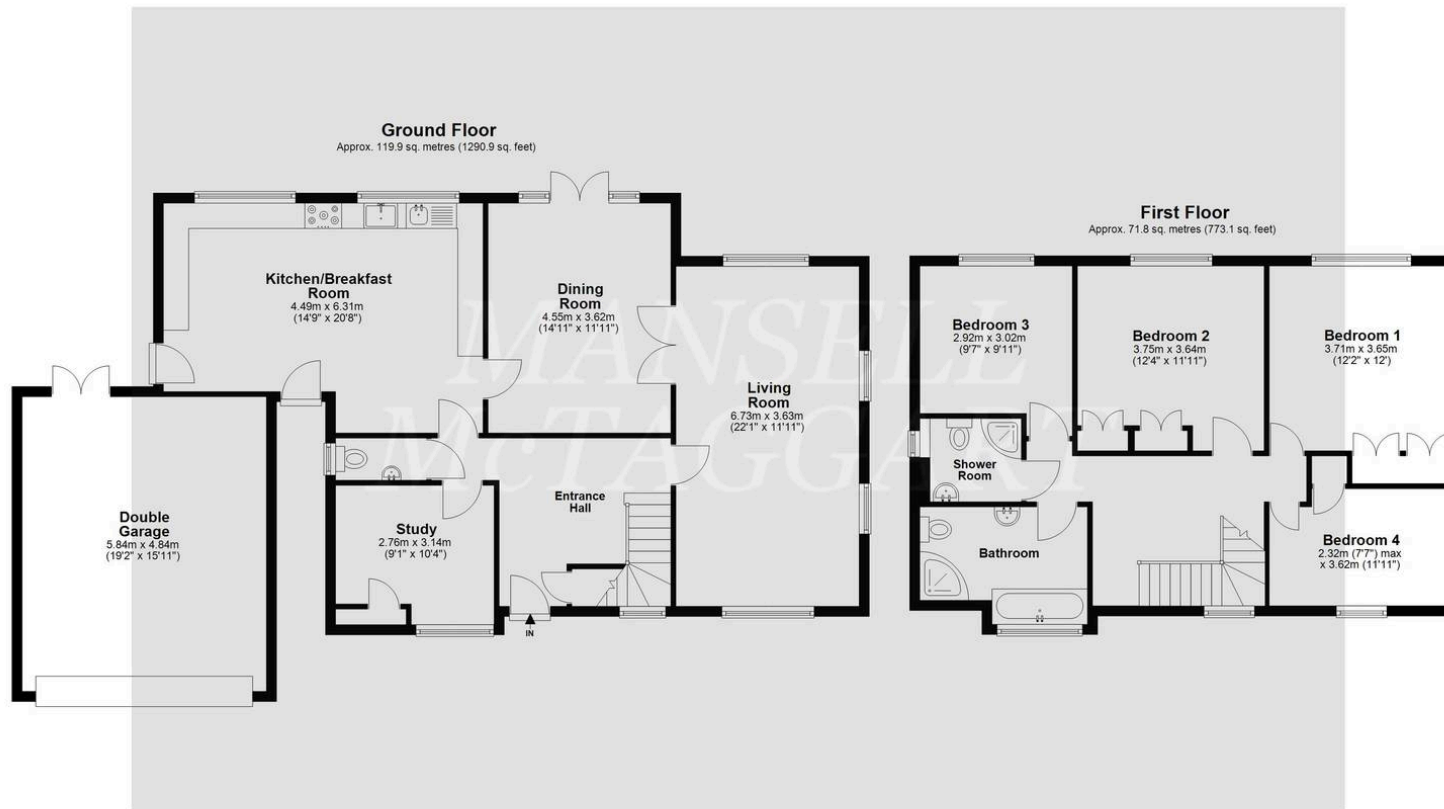 Ground Floor
Approx. 119.9 sq. metres (1290.9 sq. feet)
Kitchen/Breakfast
Room
4.49m x 6.31m
(14'9" x 20'8")
Dining
Room
4.55m x 3.62m
(14'11" x 11'11")
Living
Room
6.73m x 3.63m
(22'1" x 11'11")
Double
Garage
5.84m x 4.84m
(19'2" x 15'11")
Study
2.76m x 3.14m
(9'1" x 10'4")
Entrance
Hall
IN
First Floor
Approx. 71.8 sq. metres (773.1 sq. feet)
Bedroom 3
2.92m x 3.02m
(9'7" x 9'11")
Bedroom 2
3.75m x 3.64m
(12'4" x 11'11")
Bedroom 1
3.71m x 3.65m
(12'2" x 12')
Shower
Room
Bathroom
Bedroom 4
2.32m (7'7") max
x 3.62m (11'11")
MANSELL
McTAGGART